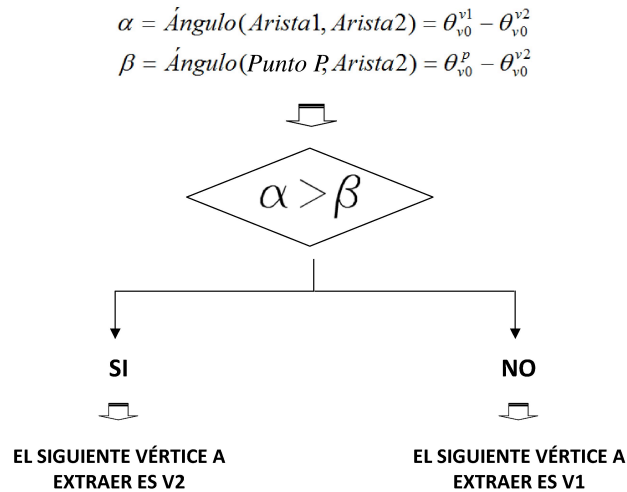 α = Ángulo(Arista1, Arista2) = θ_{v0}^{v1} − θ_{v0}^{v2}
β = Ángulo(Punto P, Arista2) = θ_{v0}^{p} − θ_{v0}^{v2}
α > β
SI
NO
EL SIGUIENTE VÉRTICE A
EXTRAER ES V2
EL SIGUIENTE VÉRTICE A
EXTRAER ES V1